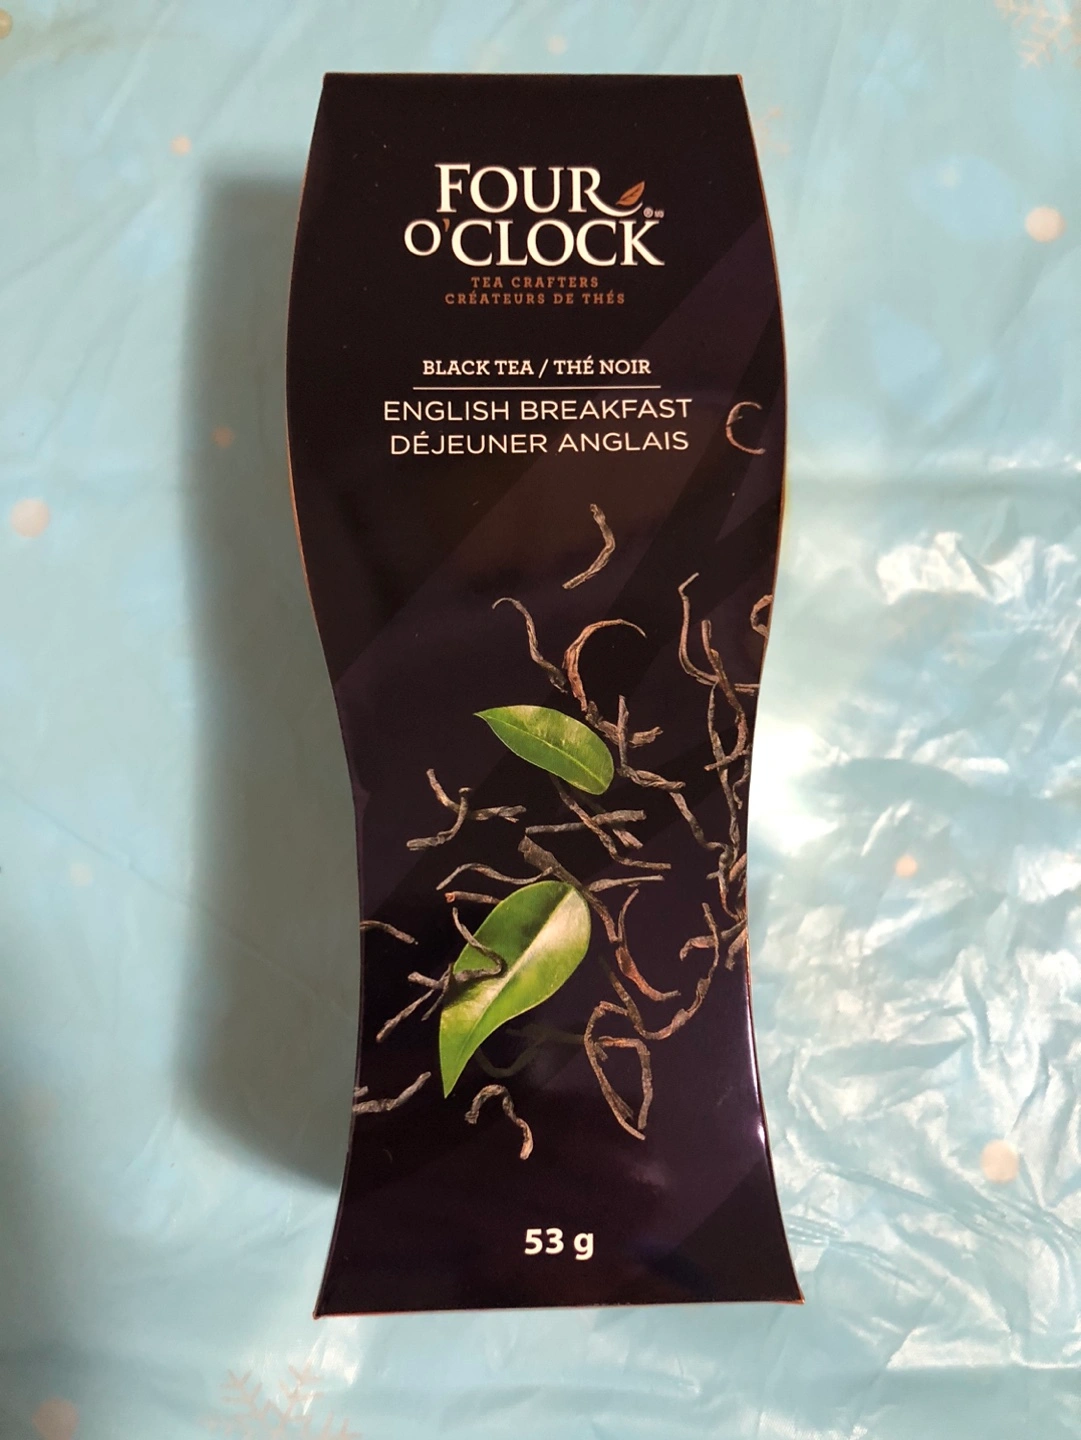 FOUR
O'CLOCK
TEA CRAFTERS
CRÉATEURS DE THÉS
BLACK TEA / THÉ NOIR
ENGLISH BREAKFAST
DÉJEUNER ANGLAIS
53 g